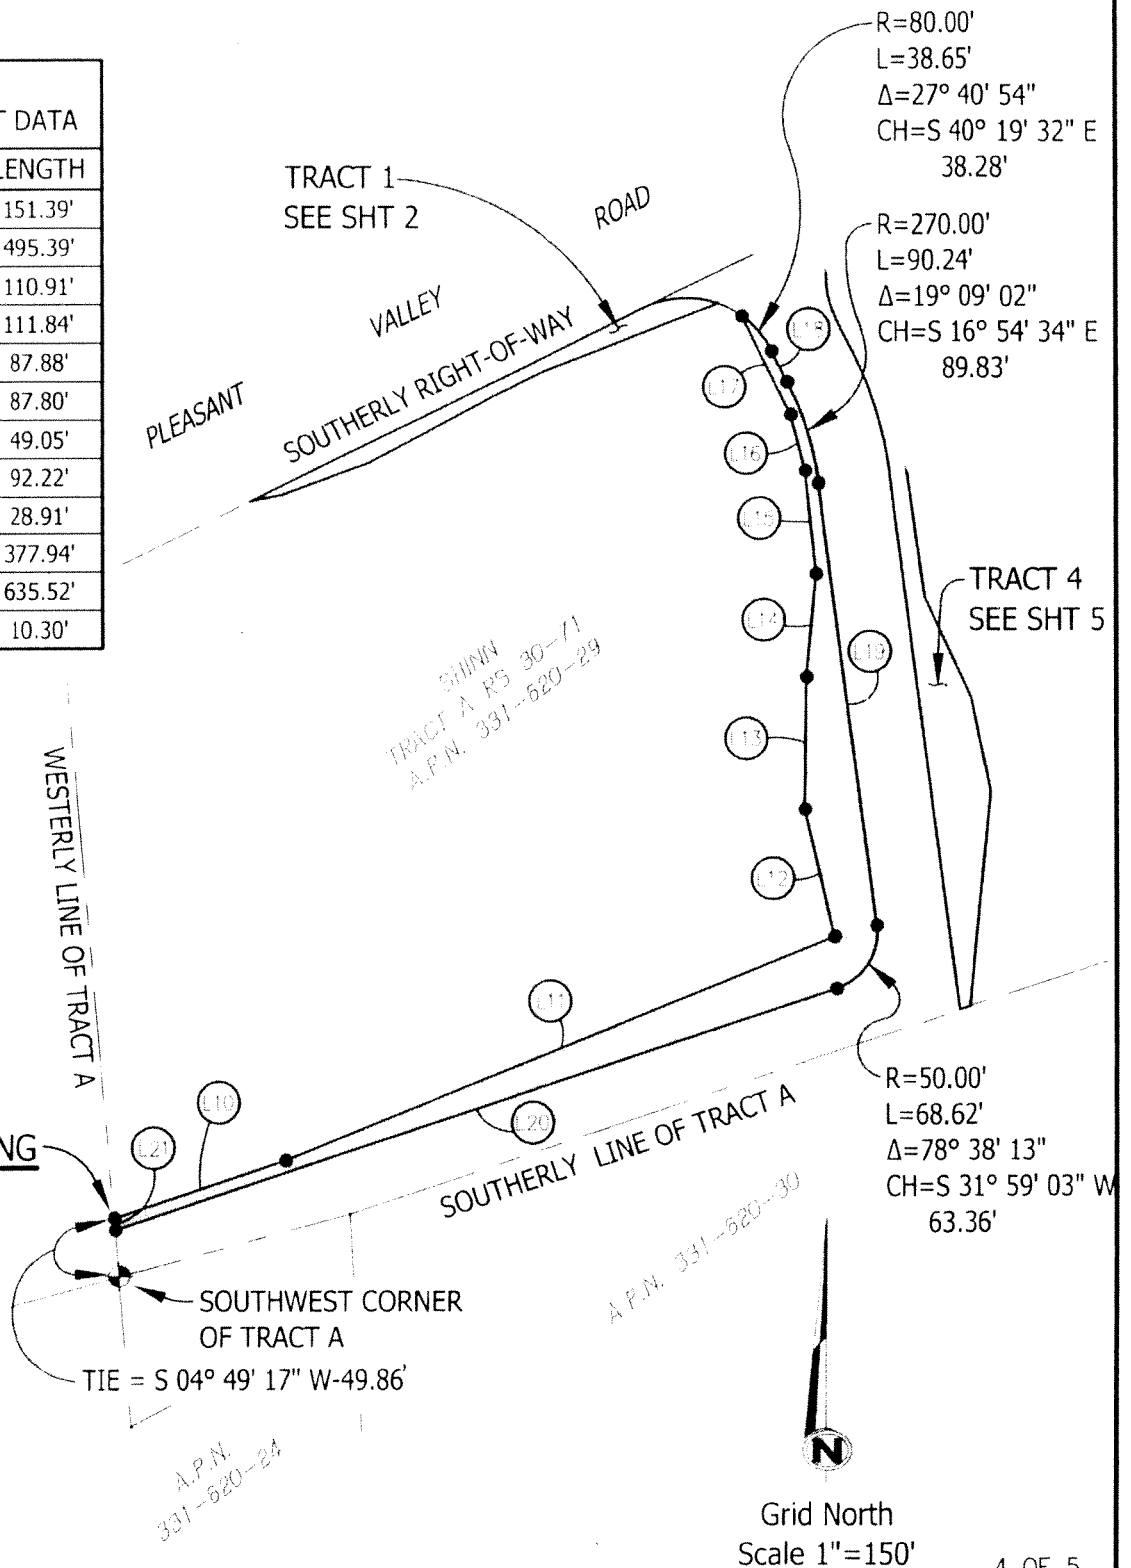 T DATA
LENGTH
151.39'
495.39'
110.91'
111.84'
87.88'
87.80'
49.05'
92.22'
28.91'
377.94'
635.52'
10.30'
R=80.00'
L=38.65'
Δ=27° 40' 54"
CH=S 40° 19' 32" E
38.28'
TRACT 1
SEE SHT 2
ROAD
VALLEY
PLEASANT
SOUTHERLY RIGHT-OF-WAY
R=270.00'
L=90.24'
Δ=19° 09' 02"
CH=S 16° 54' 34" E
89.83'
L18
L17
L16
L15
L14
L13
L12
L19
TRACT 4
SEE SHT 5
SHINN
TRACT A RS 30-71
A.P.N. 331-620-29
WESTERLY LINE OF TRACT A
L11
L10
L20
L21
NG
SOUTHERLY LINE OF TRACT A
R=50.00'
L=68.62'
Δ=78° 38' 13"
CH=S 31° 59' 03" W
63.36'
A.P.N. 331-620-30
SOUTHWEST CORNER
OF TRACT A
TIE = S 04° 49' 17" W-49.86'
A.P.N.
331-620-24
N
Grid North
Scale 1"=150'
4 OF 5